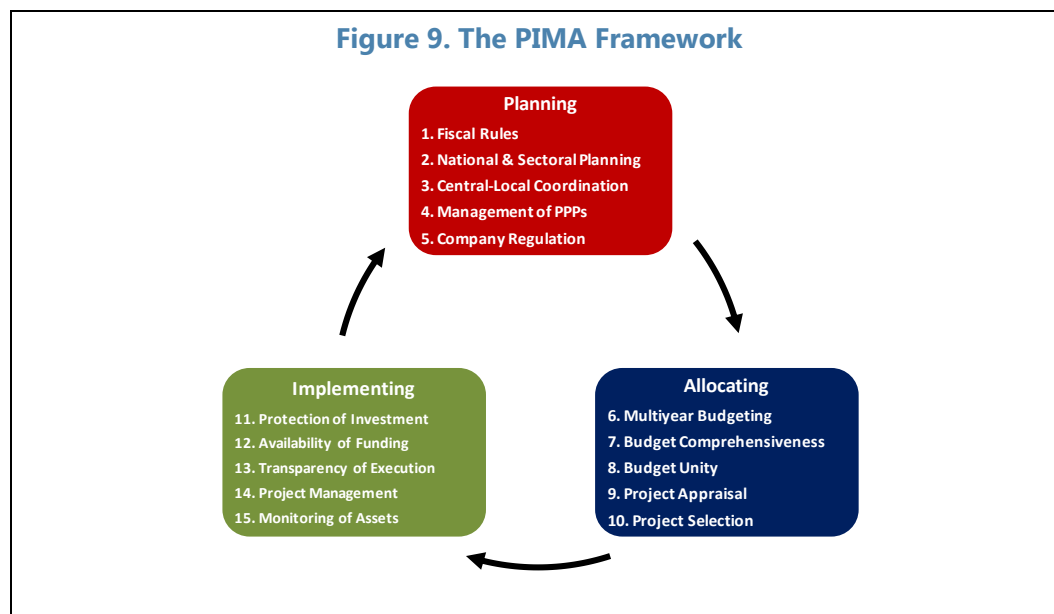 Figure 9. The PIMA Framework
Planning
1. Fiscal Rules
2. National & Sectoral Planning
3. Central-Local Coordination
4. Management of PPPs
5. Company Regulation
Implementing
11. Protection of Investment
12. Availability of Funding
13. Transparency of Execution
14. Project Management
15. Monitoring of Assets
Allocating
6. Multiyear Budgeting
7. Budget Comprehensiveness
8. Budget Unity
9. Project Appraisal
10. Project Selection